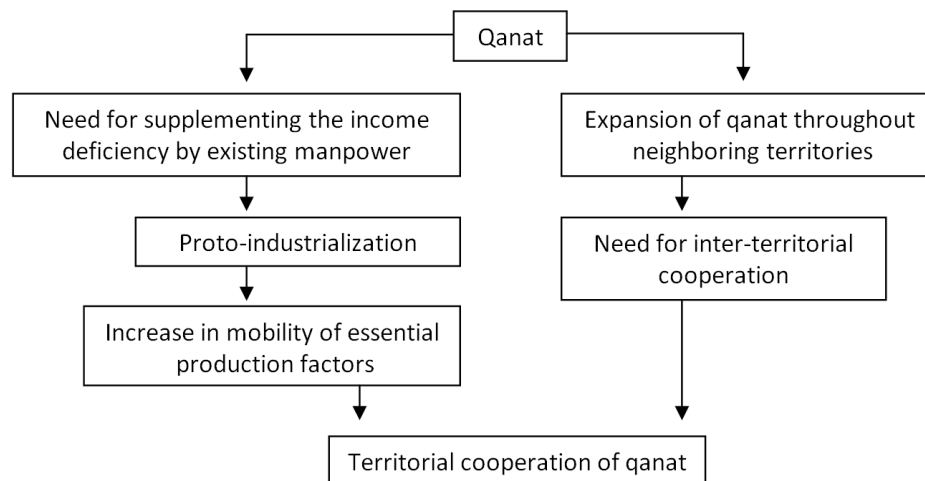 Qanat
Need for supplementing the income
deficiency by existing manpower
Expansion of qanat throughout
neighboring territories
Proto-industrialization
Need for inter-territorial
cooperation
Increase in mobility of essential
production factors
Territorial cooperation of qanat